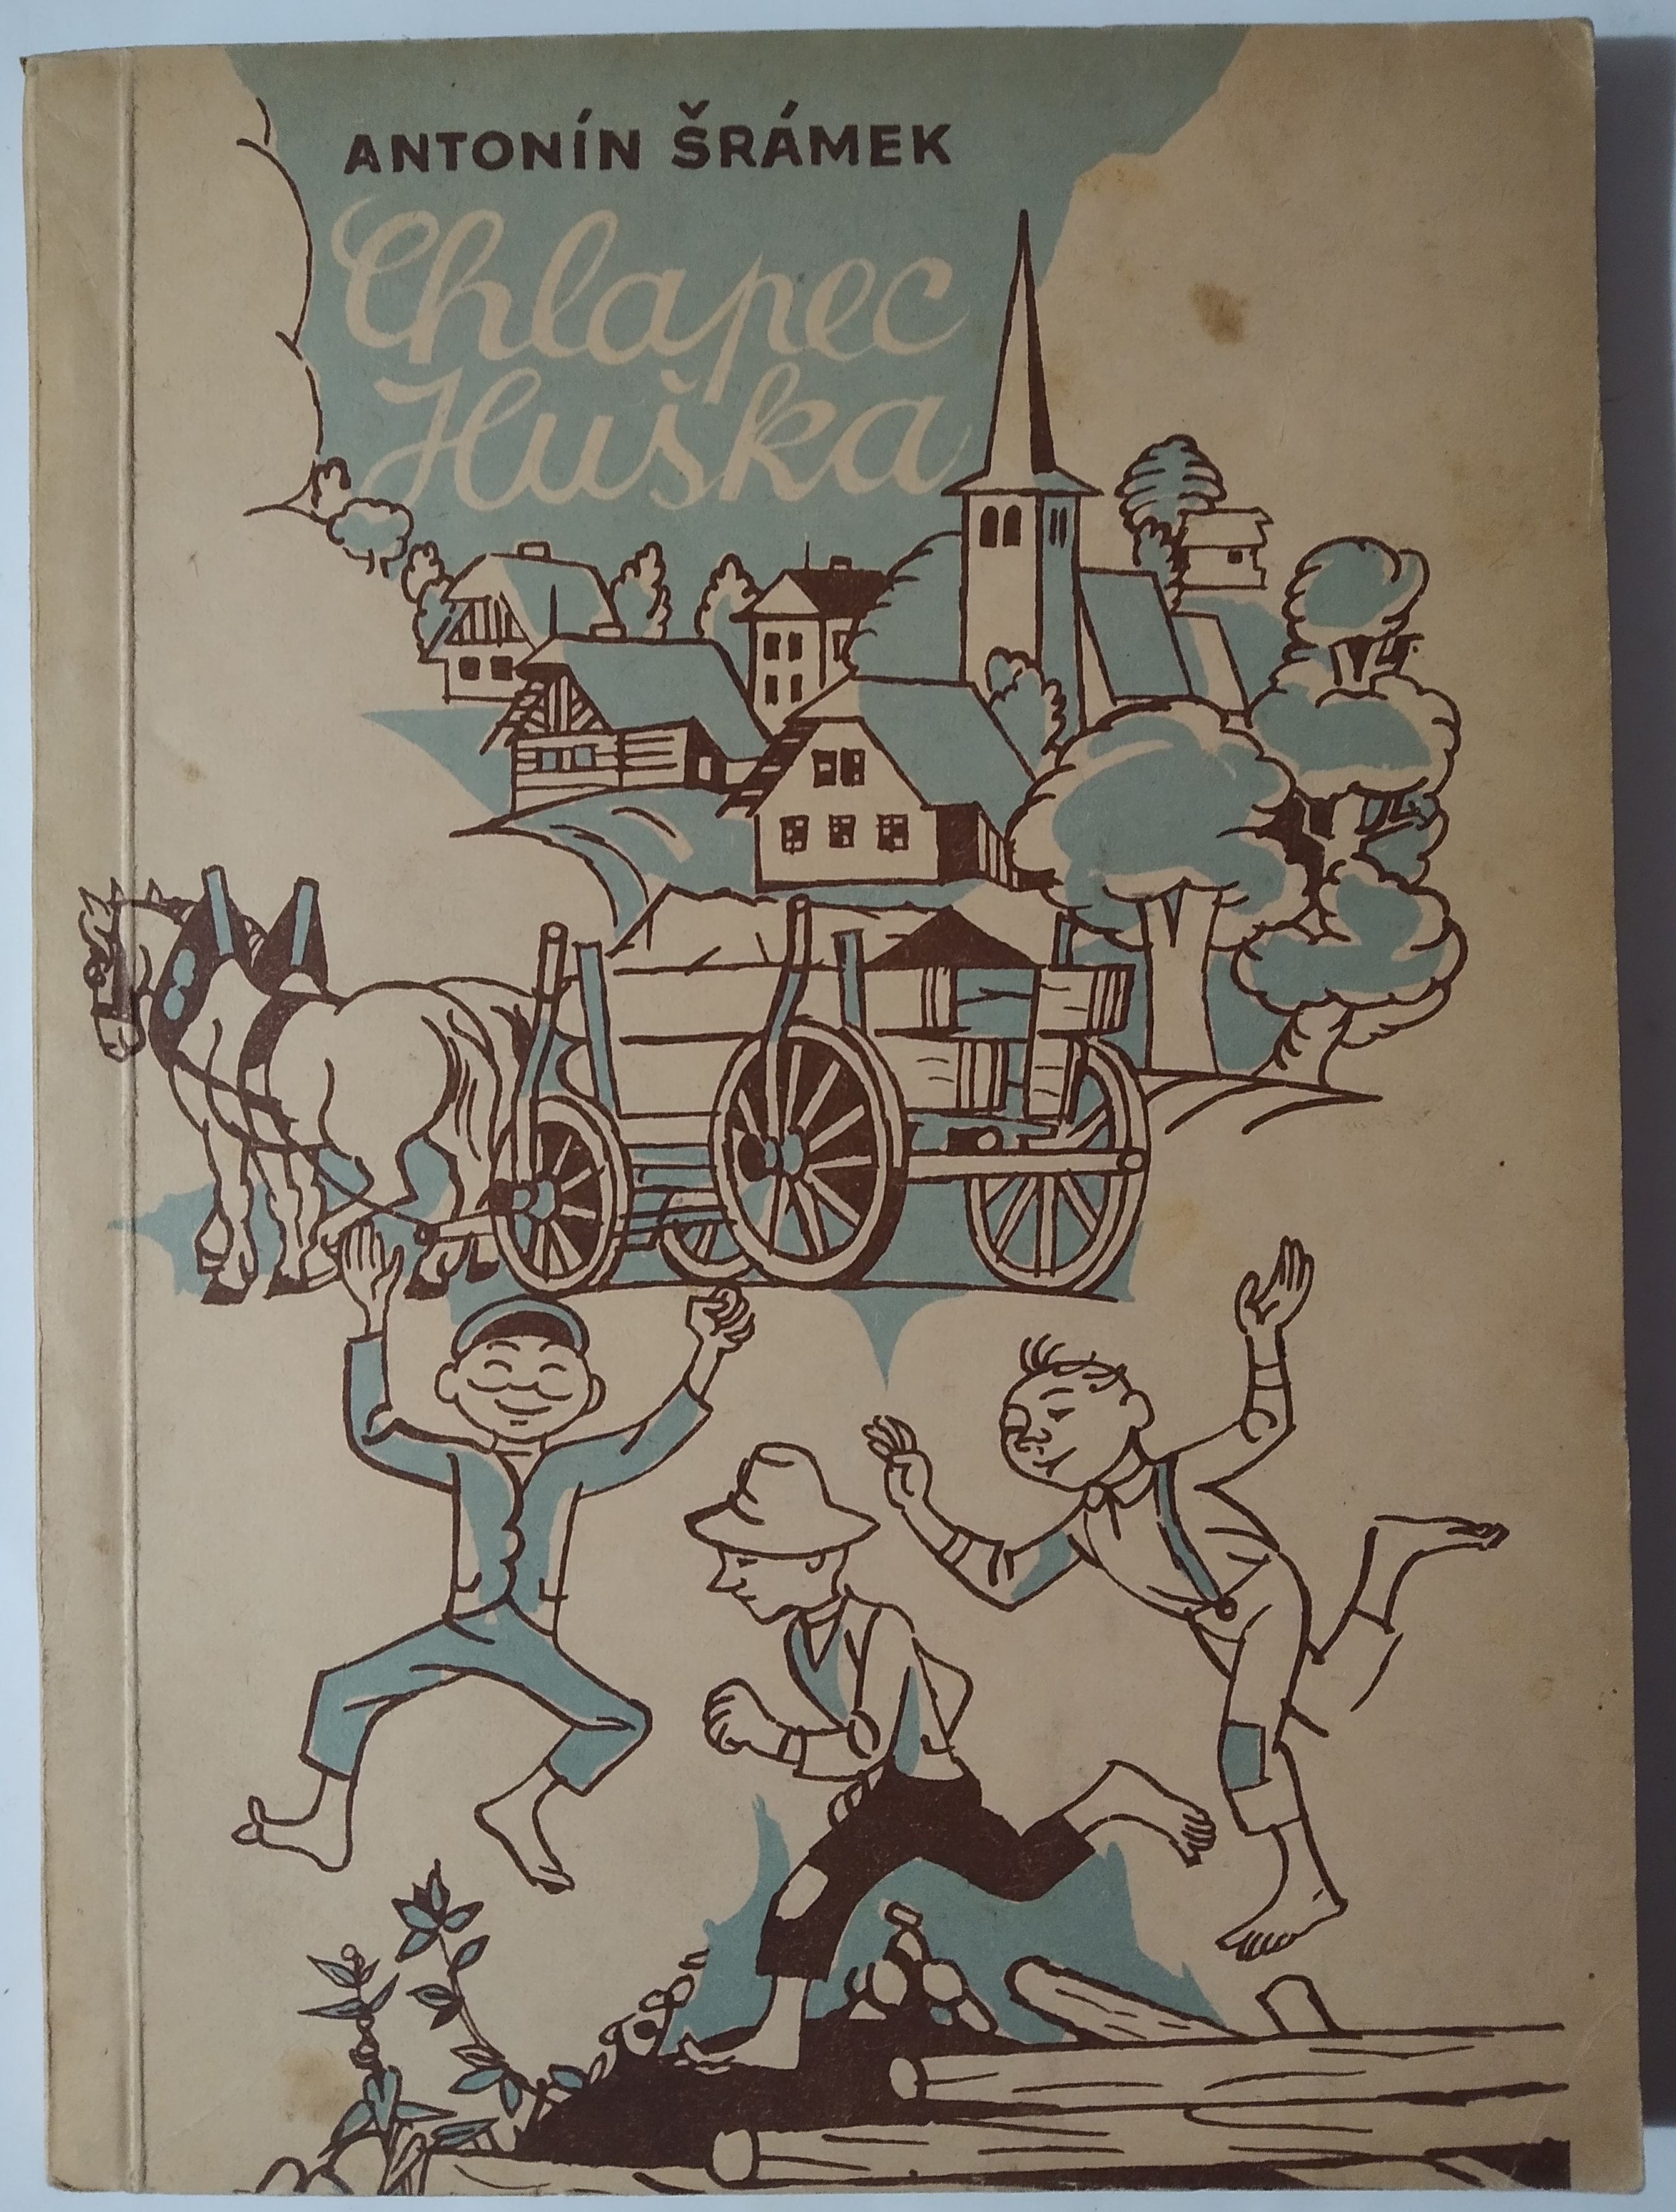 ANTONÍN ŠRÁMEK
Chlapec
Huška